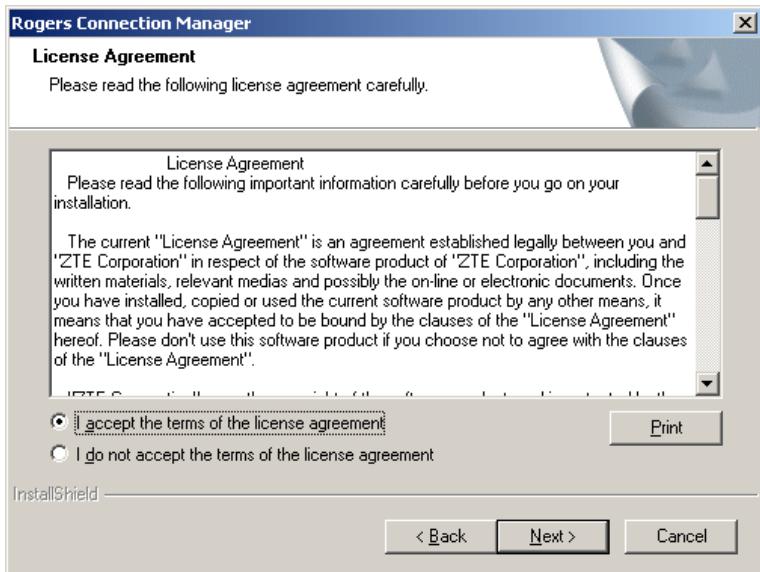 Rogers Connection Manager
License Agreement
Please read the following license agreement carefully.
License Agreement
Please read the following important information carefully before you go on your
installation.
The current "License Agreement" is an agreement established legally between you and
"ZTE Corporation" in respect of the software product of "ZTE Corporation", including the
written materials, relevant medias and possibly the on-line or electronic documents. Once
you have installed, copied or used the current software product by any other means, it
means that you have accepted to be bound by the clauses of the "License Agreement"
hereof. Please don't use this software product if you choose not to agree with the clauses
of the "License Agreement".
I accept the terms of the license agreement
Print
I do not accept the terms of the license agreement
InstallShield
< Back
Next >
Cancel